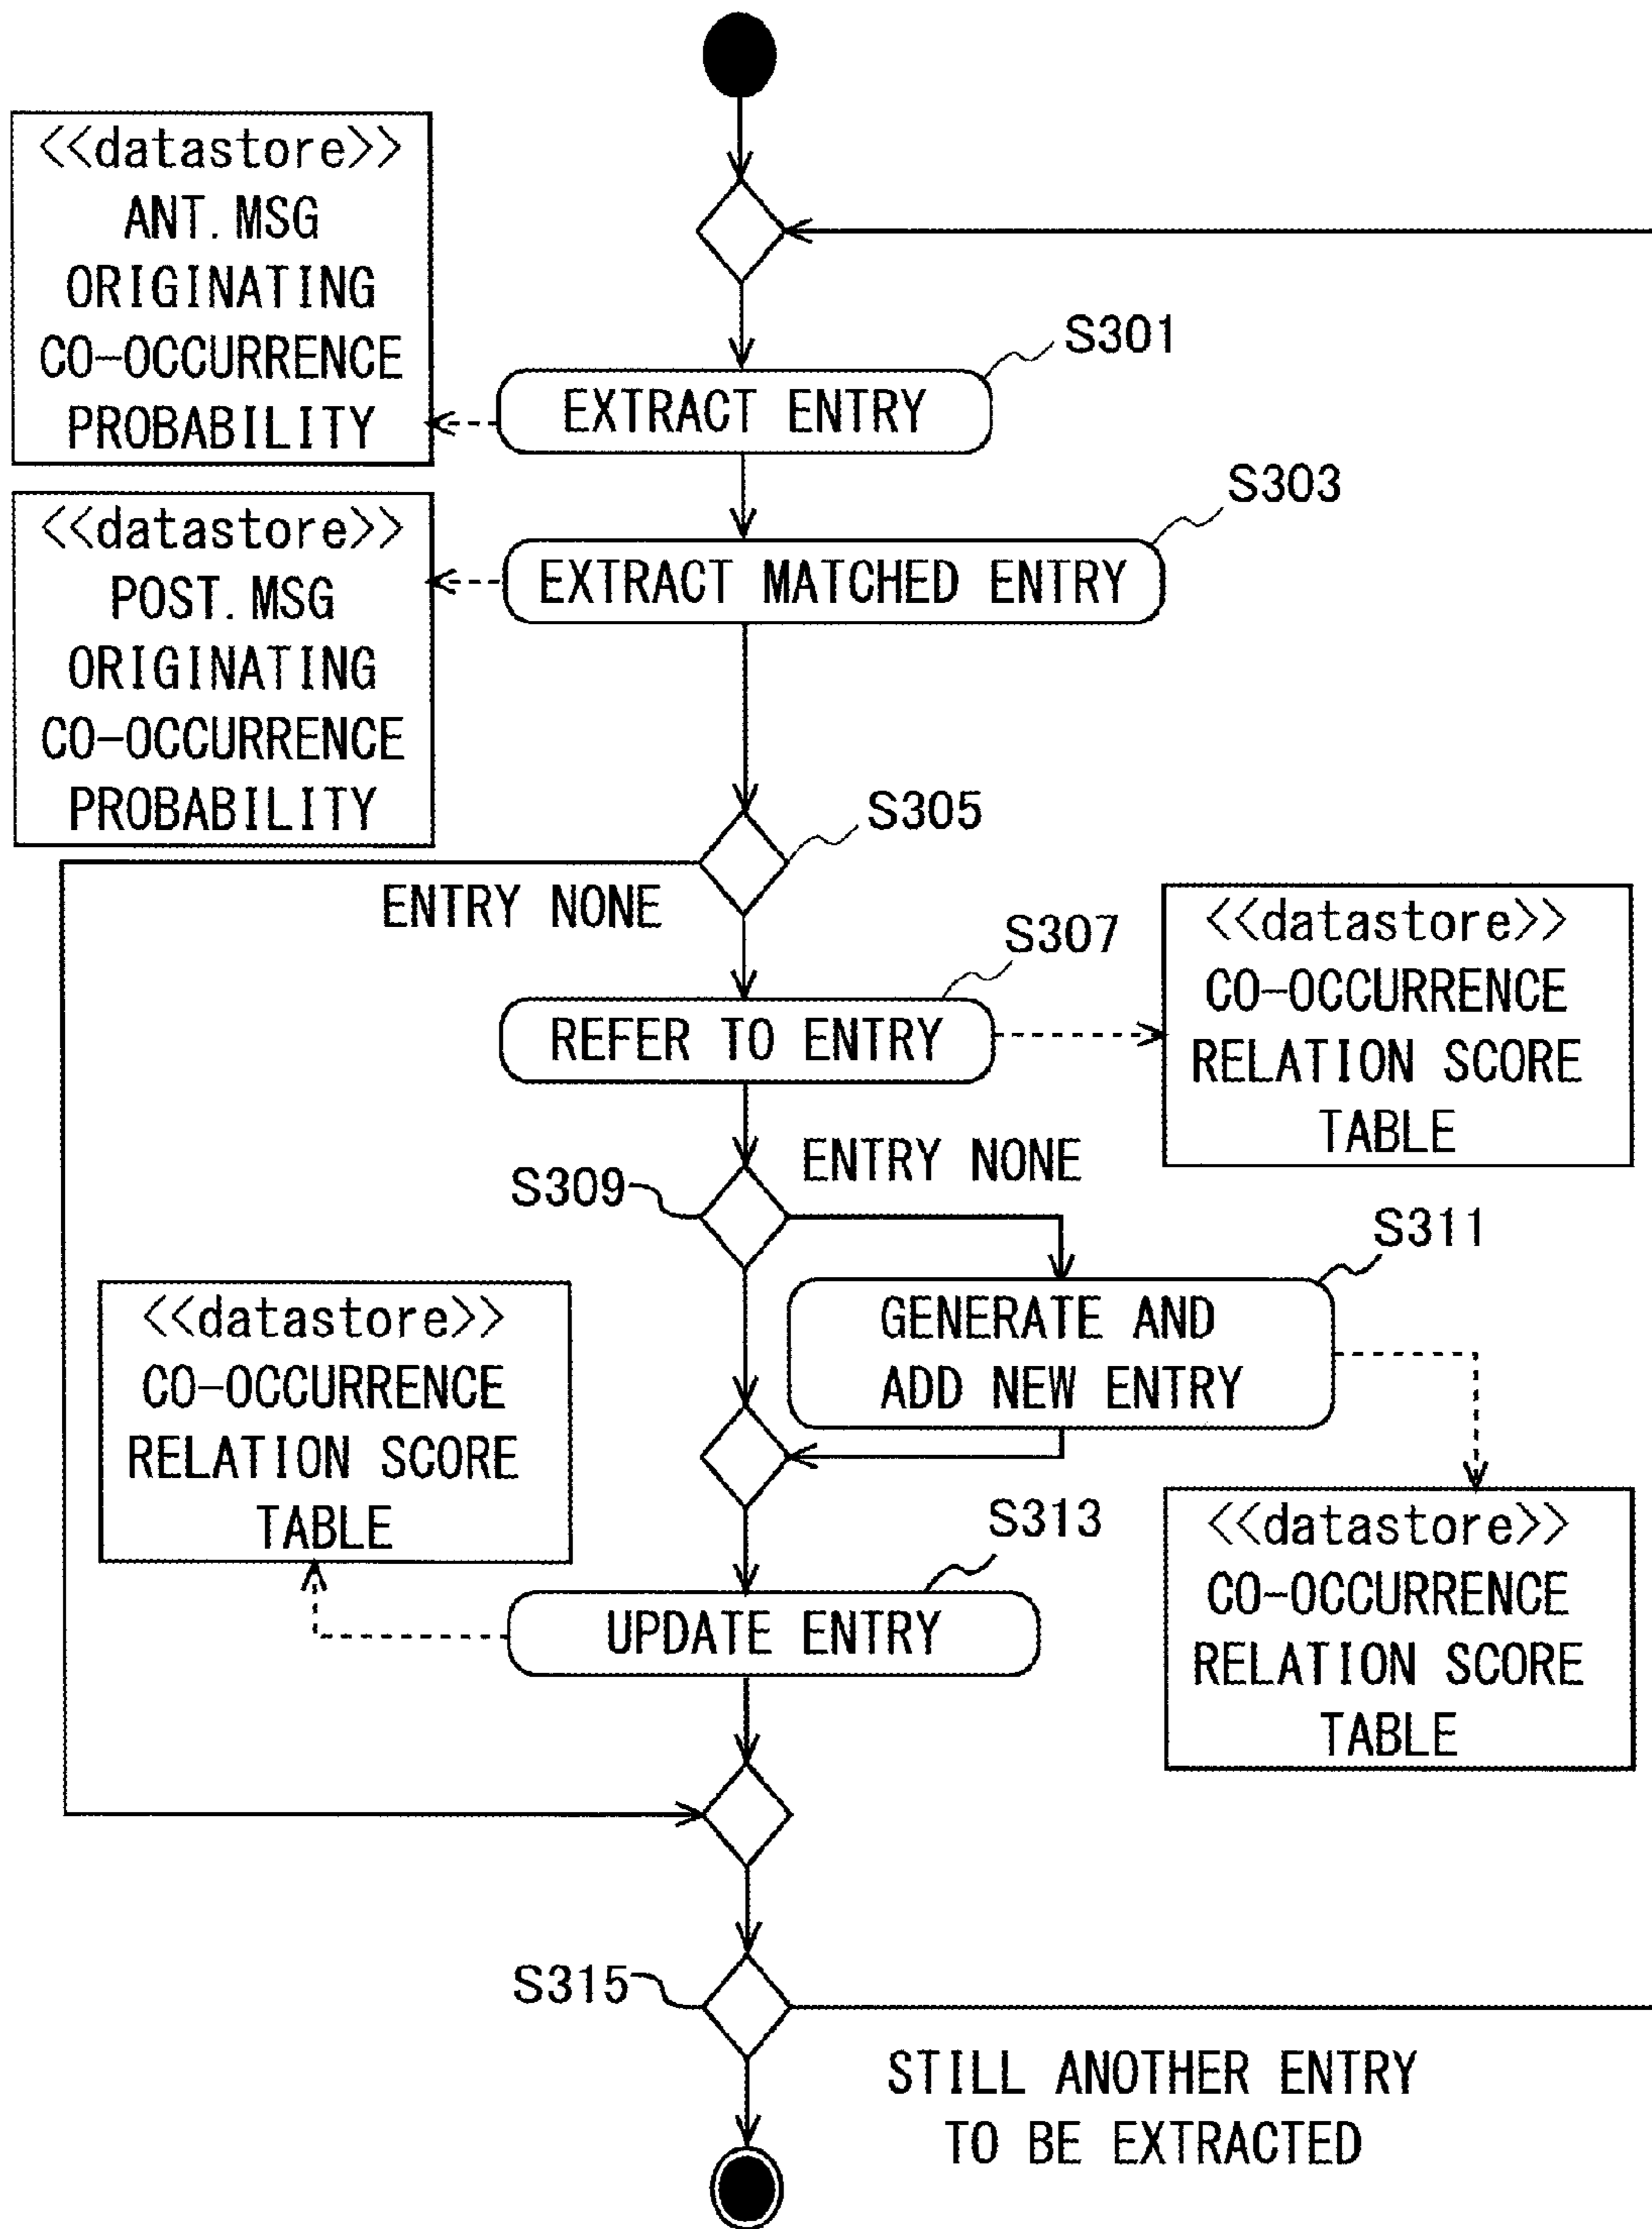 <<datastore>>
ANT.MSG
ORIGINATING
CO-OCCURRENCE
PROBABILITY
S301
EXTRACT ENTRY
S303
<<datastore>>
POST.MSG
ORIGINATING
CO-OCCURRENCE
PROBABILITY
EXTRACT MATCHED ENTRY
S305
ENTRY NONE
S307
<<datastore>>
CO-OCCURRENCE
RELATION SCORE
TABLE
REFER TO ENTRY
ENTRY NONE
S309
S311
GENERATE AND
ADD NEW ENTRY
<<datastore>>
CO-OCCURRENCE
RELATION SCORE
TABLE
S313
<<datastore>>
CO-OCCURRENCE
RELATION SCORE
TABLE
UPDATE ENTRY
S315
STILL ANOTHER ENTRY
TO BE EXTRACTED